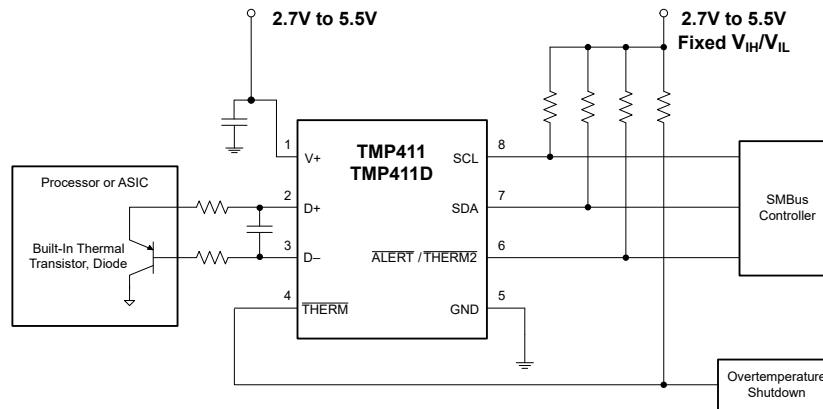 2.7V to 5.5V
2.7V to 5.5V
Fixed VIH/VIL
TMP411
TMP411D
1
V+
2
D+
3
D–
4
THERM
SCL
8
SDA
7
ALERT / THERM2
6
GND
5
Processor or ASIC
Built-In Thermal
Transistor, Diode
SMBus
Controller
Overtemperature
Shutdown